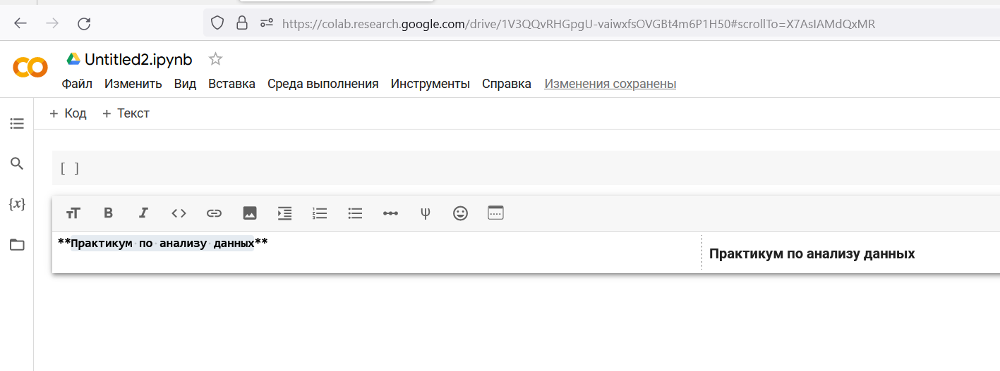 https://colab.research.google.com/drive/1V3QQvRHGpgU-vaiwxfsOVGBt4m6P1H50#scrollTo=X7AsIAMdQxMR
Untitled2.ipynb
Файл Изменить Вид Вставка Среда выполнения Инструменты Справка Изменения сохранены
+ Код + Текст
[ ]
{x}
**Практикум по анализу данных**
Практикум по анализу данных